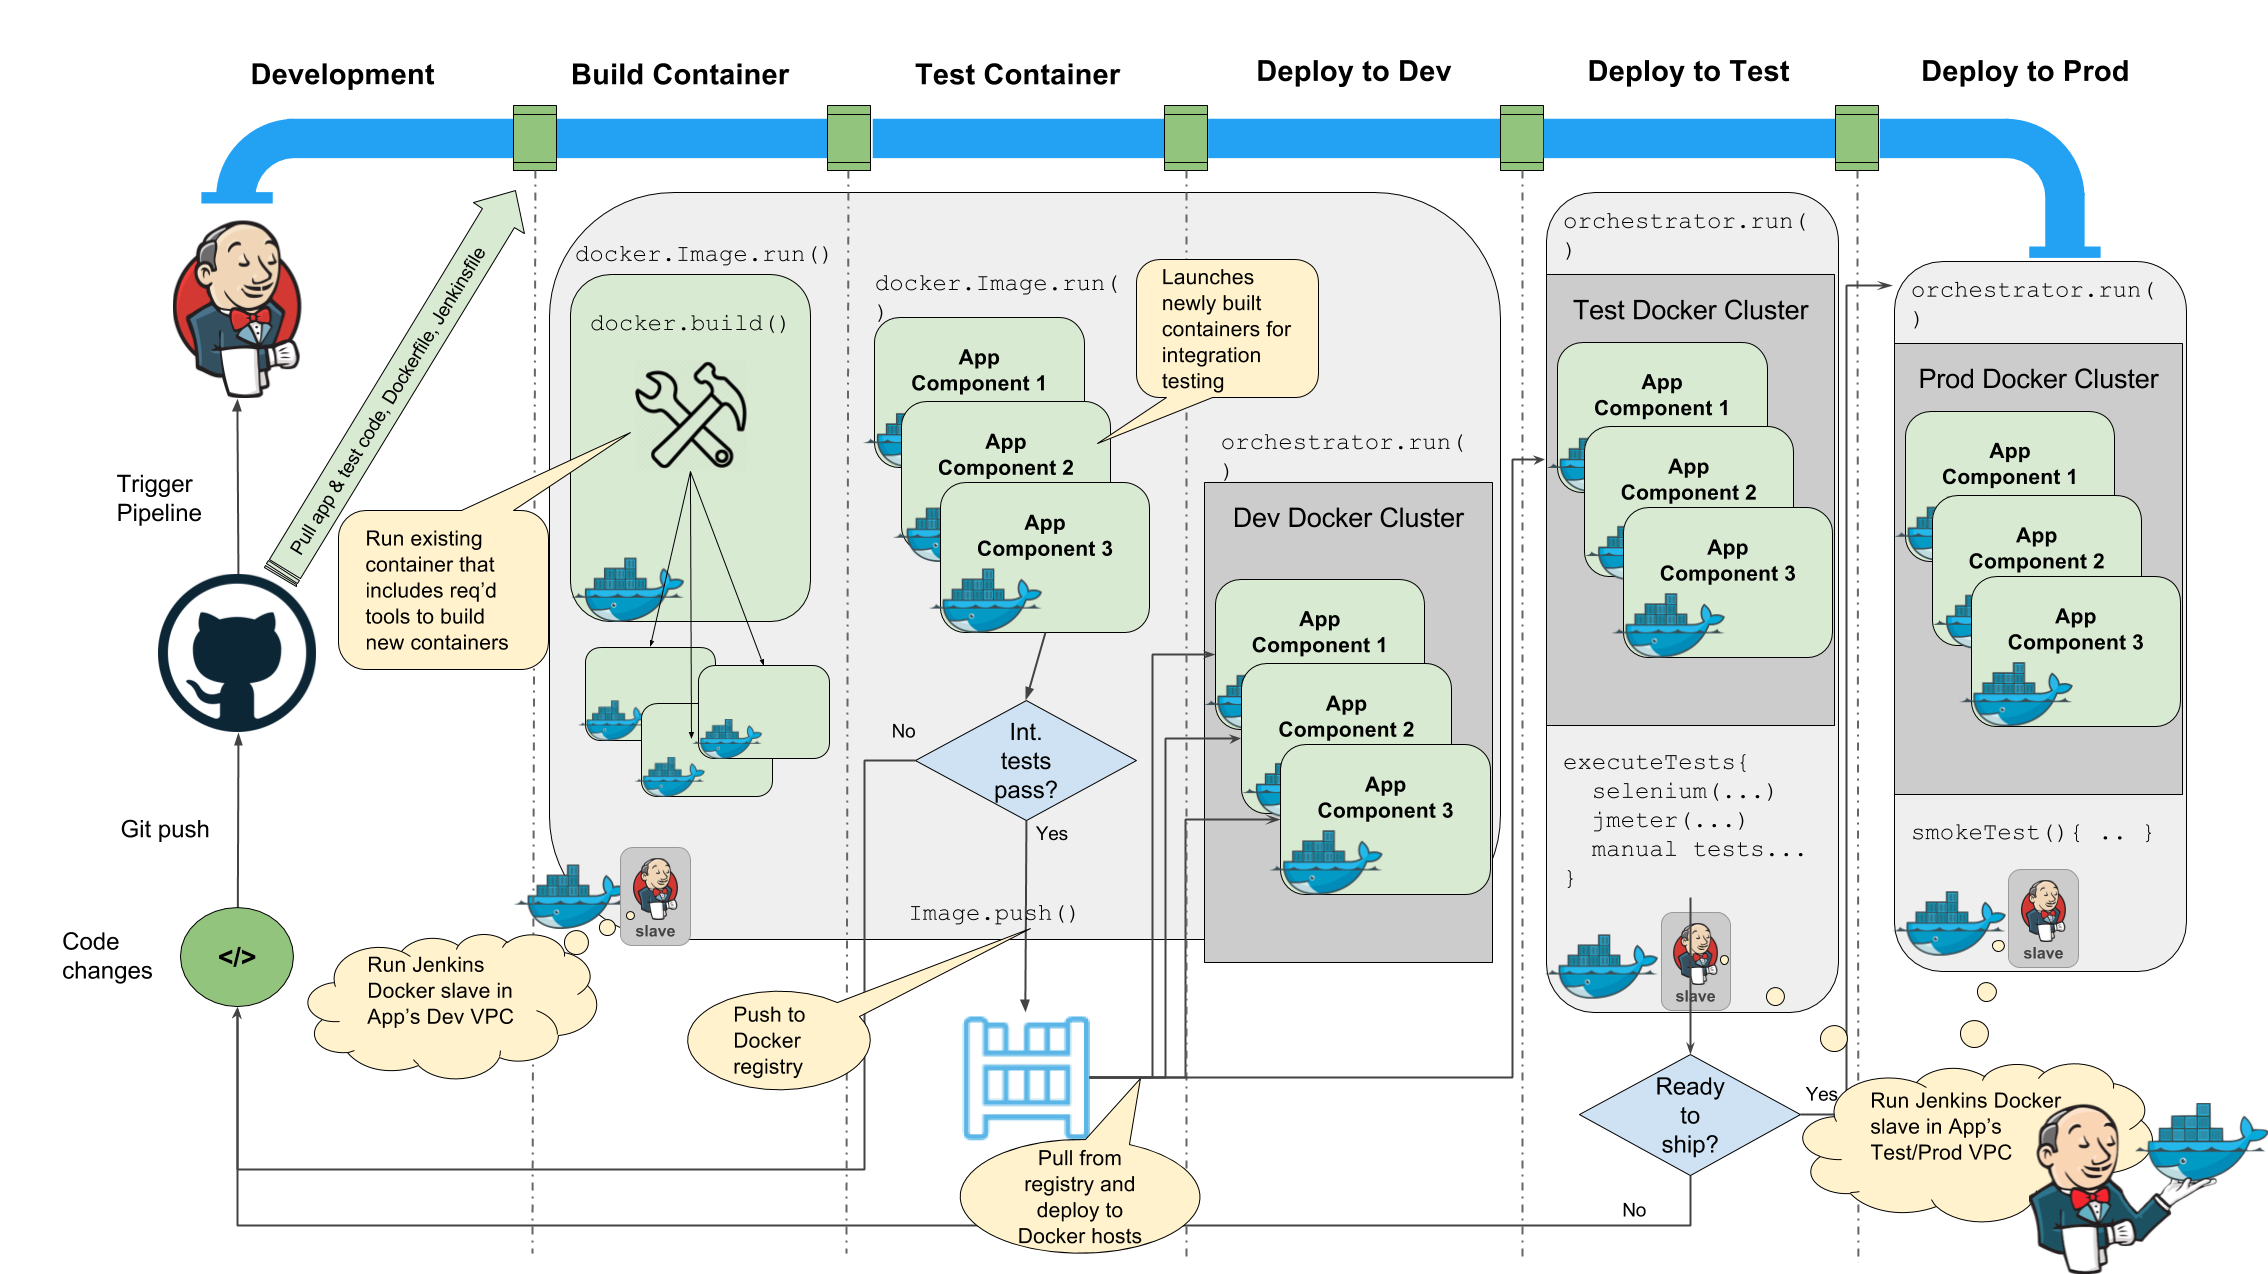 Development
Build Container
Test Container
Deploy to Dev
Deploy to Test
Deploy to Prod
Trigger
Pipeline
Git push
Code
changes
</>
Pull app & test code, Dockerfile, Jenkinsfile
Run existing
container that
includes req’d
tools to build
new containers
Run Jenkins
Docker slave in
App’s Dev VPC
docker.Image.run()
docker.build()
slave
docker.Image.run(
)
App
Component 1
App
Component 2
App
Component 3
Launches
newly built
containers for
integration
testing
Int.
tests
pass?
No
Yes
Image.push()
Push to
Docker
registry
Pull from
registry and
deploy to
Docker hosts
orchestrator.run(
)
Dev Docker Cluster
App
Component 1
App
Component 2
App
Component 3
orchestrator.run(
)
Test Docker Cluster
App
Component 1
App
Component 2
App
Component 3
executeTests{
selenium(...)
jmeter(...)
manual tests...
}
slave
Ready
to
ship?
Yes
No
orchestrator.run(
)
Prod Docker Cluster
App
Component 1
App
Component 2
App
Component 3
smokeTest(){ .. }
slave
Run Jenkins Docker
slave in App’s
Test/Prod VPC